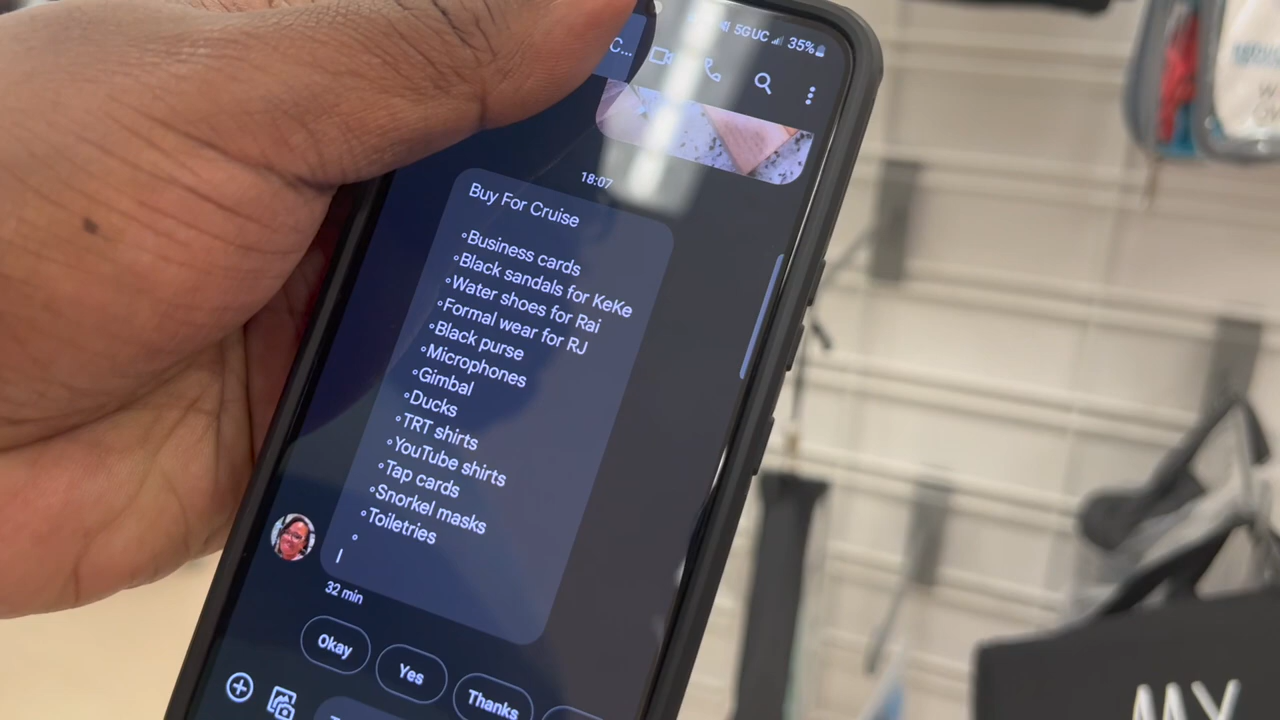 5G UC 35%
C...
18:07
Buy For Cruise
◦Business cards
◦Black sandals for KeKe
◦Water shoes for Rai
◦Formal wear for RJ
◦Black purse
◦Microphones
◦Gimbal
◦Ducks
◦TRT shirts
◦YouTube shirts
◦Tap cards
◦Snorkel masks
◦Toiletries
◦
32 min
Okay
Yes
Thanks
MY